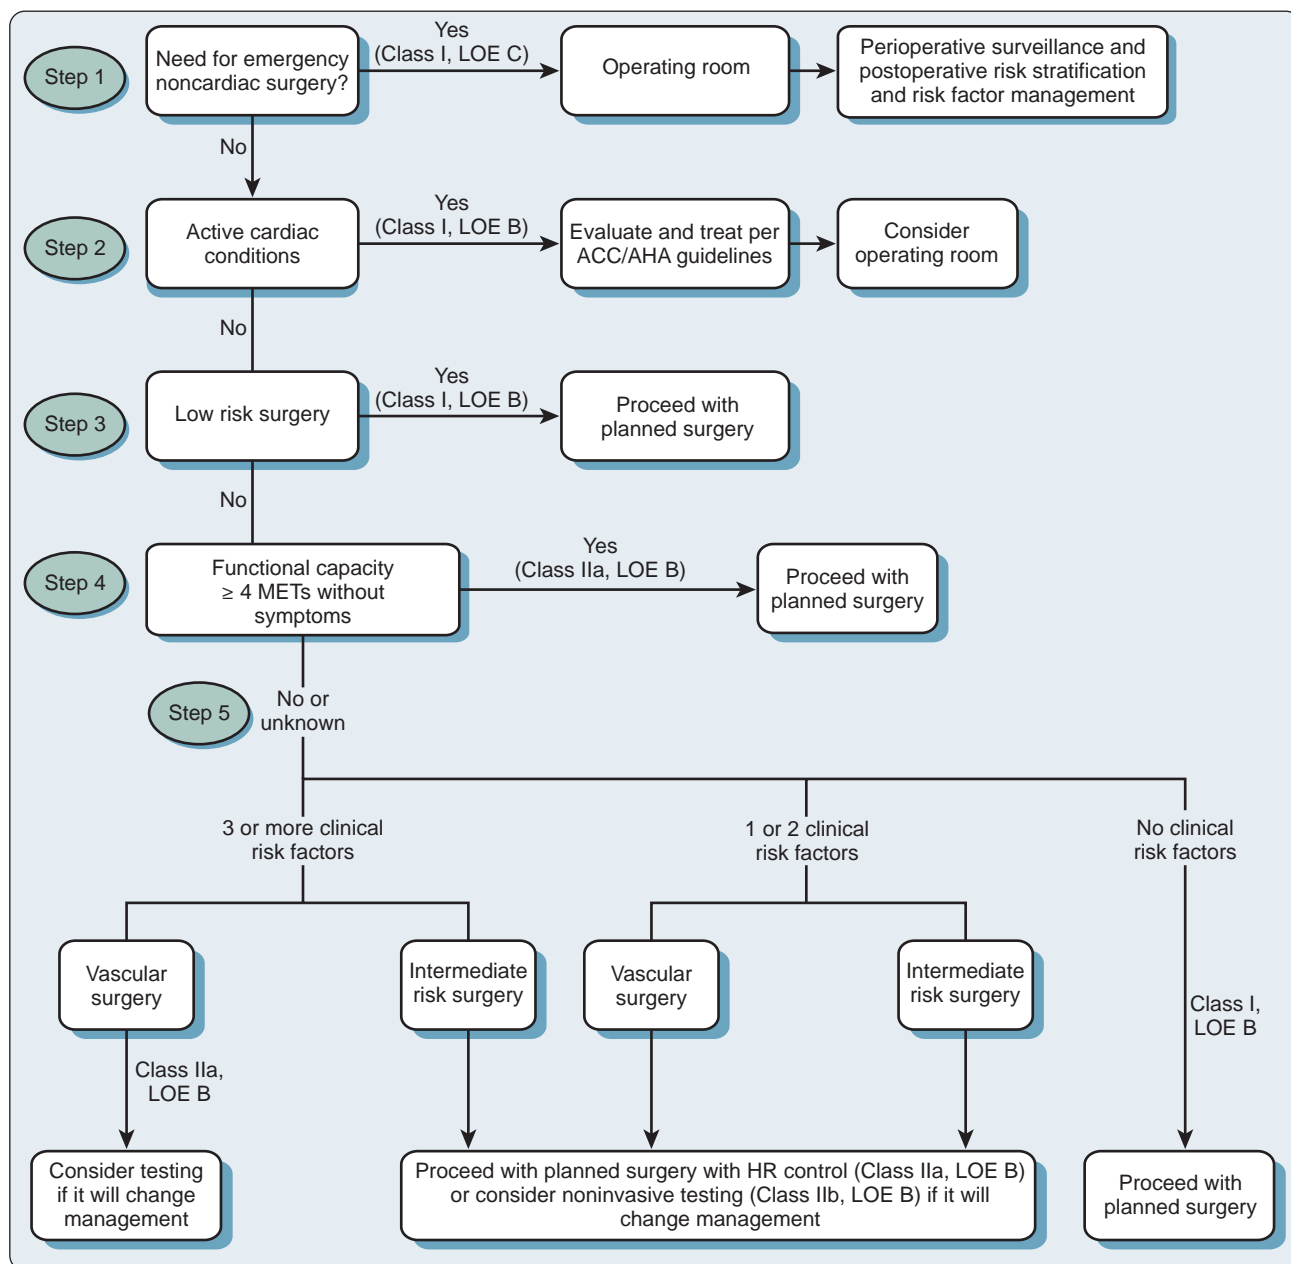 Step 1
Need for emergency
noncardiac surgery?
Yes
(Class I, LOE C)
Operating room
Perioperative surveillance and
postoperative risk stratification
and risk factor management
No
Step 2
Active cardiac
conditions
Yes
(Class I, LOE B)
Evaluate and treat per
ACC/AHA guidelines
Consider
operating room
No
Step 3
Low risk surgery
Yes
(Class I, LOE B)
Proceed with
planned surgery
No
Step 4
Functional capacity
≥ 4 METs without
symptoms
Yes
(Class IIa, LOE B)
Proceed with
planned surgery
Step 5
No or
unknown
3 or more clinical
risk factors
1 or 2 clinical
risk factors
No clinical
risk factors
Vascular
surgery
Intermediate
risk surgery
Vascular
surgery
Intermediate
risk surgery
Class IIa,
LOE B
Class I,
LOE B
Consider testing
if it will change
management
Proceed with planned surgery with HR control (Class IIa, LOE B)
or consider noninvasive testing (Class IIb, LOE B) if it will
change management
Proceed with
planned surgery